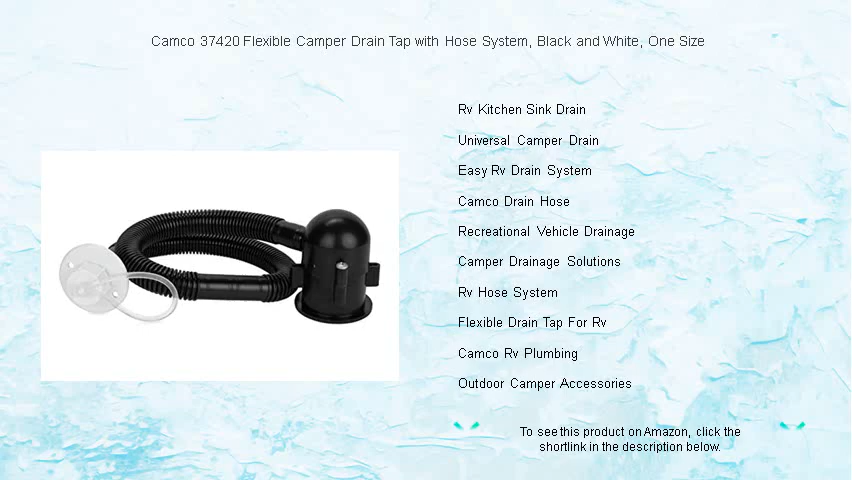 Camco 37420 Flexible Camper Drain Tap with Hose System, Black and White, One Size
Rv Kitchen Sink Drain
Universal Camper Drain
Easy Rv Drain System
Camco Drain Hose
Recreational Vehicle Drainage
Camper Drainage Solutions
Rv Hose System
Flexible Drain Tap For Rv
Camco Rv Plumbing
Outdoor Camper Accessories
To see this product on Amazon, click the
shortlink in the description below.